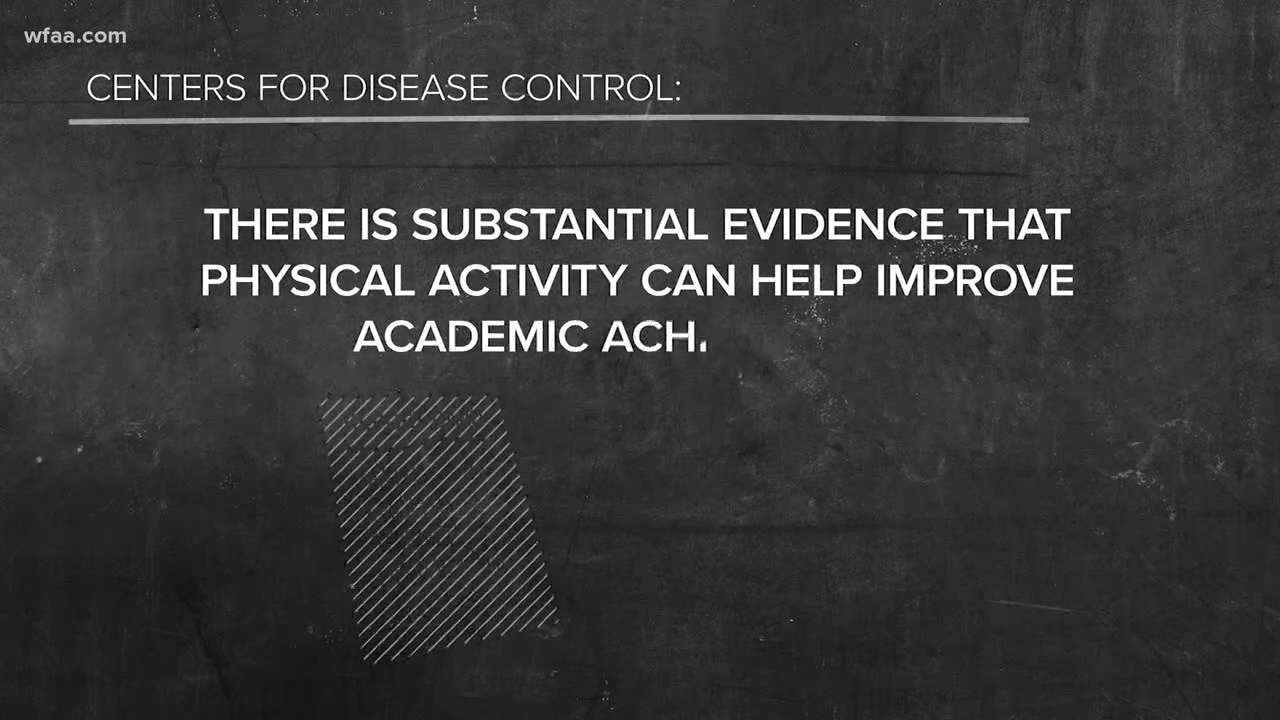 wfaa.com
CENTERS FOR DISEASE CONTROL:
THERE IS SUBSTANTIAL EVIDENCE THAT
PHYSICAL ACTIVITY CAN HELP IMPROVE
ACADEMIC ACH.